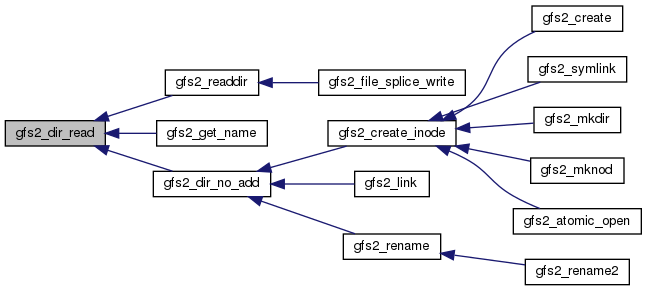 gfs2_create
gfs2_symlink
gfs2_readdir
gfs2_file_splice_write
gfs2_mkdir
gfs2_dir_read
gfs2_get_name
gfs2_create_inode
gfs2_mknod
gfs2_dir_no_add
gfs2_link
gfs2_atomic_open
gfs2_rename
gfs2_rename2